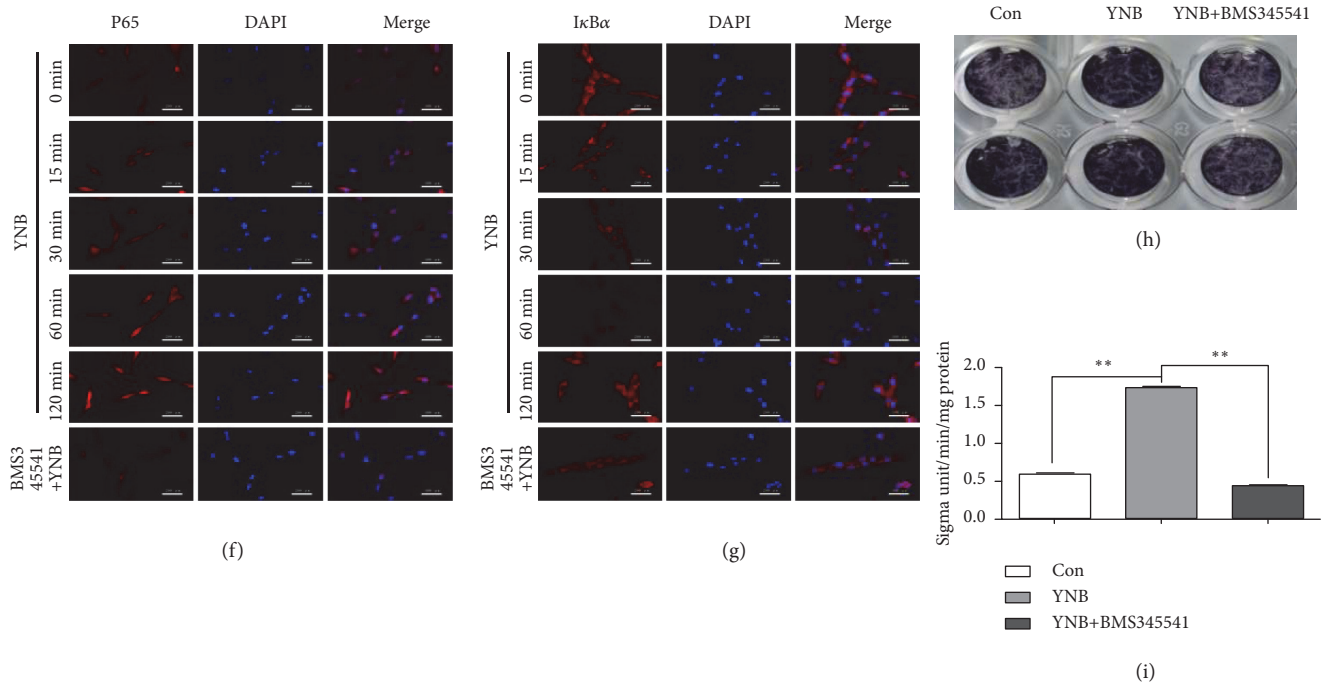 P65 DAPI Merge
YNB
0 min
15 min
30 min
60 min
120 min
BMS3
45541
+YNB
(f)
IκBα DAPI Merge
YNB
0 min
15 min
30 min
60 min
120 min
BMS3
45541
+YNB
(g)
Con YNB YNB+BMS345541
(h)
Sigma unit/min/mg protein
2.0
1.5
1.0
0.5
0.0
** **
Con
YNB
YNB+BMS345541
(i)